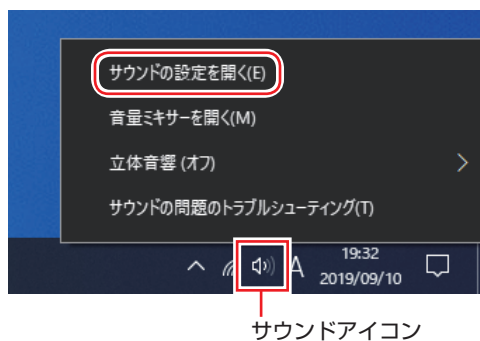 サウンドの設定を開く(E)
音量ミキサーを開く(M)
立体音響 (オフ)
サウンドの問題のトラブルシューティング(T)
A
19:32
2019/09/10
サウンドアイコン